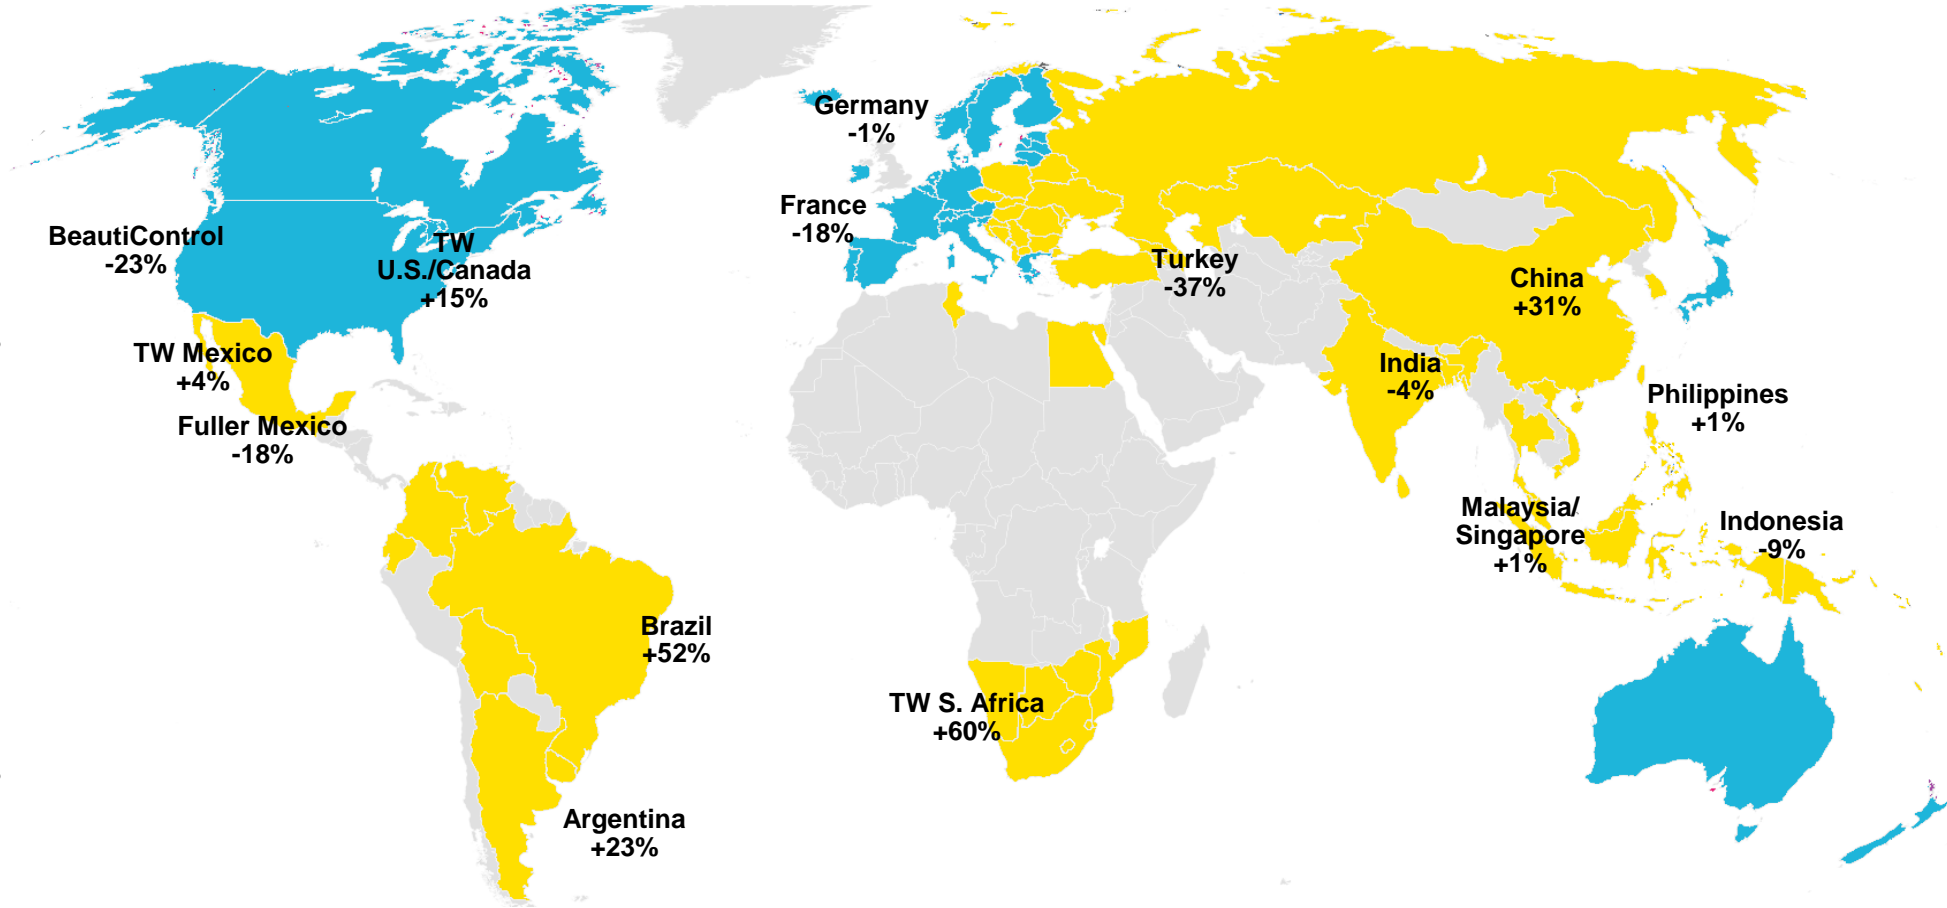 Germany
-1%
France
-18%
BeautiControl
-23%
TW
U.S./Canada
+15%
Turkey
-37%
China
+31%
TW Mexico
+4%
India
-4%
Philippines
+1%
Fuller Mexico
-18%
Malaysia/
Singapore
+1%
Indonesia
-9%
Brazil
+52%
TW S. Africa
+60%
Argentina
+23%